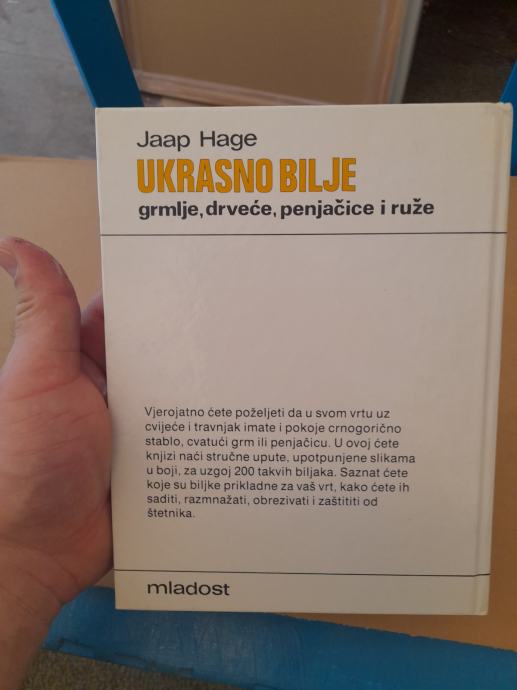 Jaap Hage
UKRASNO BILJE
grmlje, drveće, penjačice i ruže
Vjerojatno ćete poželjeti da u svom vrtu uz
cvijeće i travnjak imate i pokoje crnogorično
stablo, cvatući grm ili penjačicu. U ovoj ćete
knjizi naći stručne upute, upotpunjene slikama
u boji, za uzgoj 200 takvih biljaka. Saznat ćete
koje su biljke prikladne za vaš vrt, kako ćete ih
saditi, razmnažati, obrezivati i zaštititi od
štetnika.
mladost